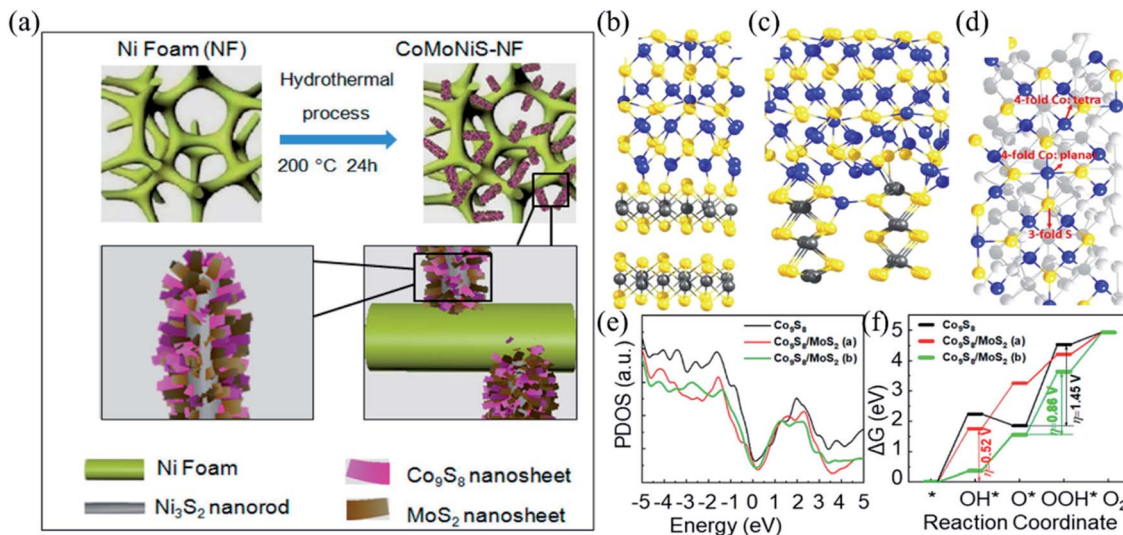 (a)
Ni Foam (NF)
CoMoNiS-NF
Hydrothermal
process
200 °C 24h
Ni Foam
Ni₃S₂ nanorod
Co₉S₈ nanosheet
MoS₂ nanosheet
(b)
(c)
(d)
4-fold Co: tetra
4-fold Co: planar
3-fold S
(e)
PDOS (a.u.)
Co₉S₈
Co₉S₈/MoS₂ (a)
Co₉S₈/MoS₂ (b)
-5 -4 -3 -2 -1 0 1 2 3 4 5
Energy (eV)
(f)
ΔG (eV)
5
4
3
2
1
0
Co₉S₈
Co₉S₈/MoS₂ (a)
Co₉S₈/MoS₂ (b)
η=0.52 V
η=0.86 V
η=1.45 V
* OH* O* OOH* O₂
Reaction Coordinate